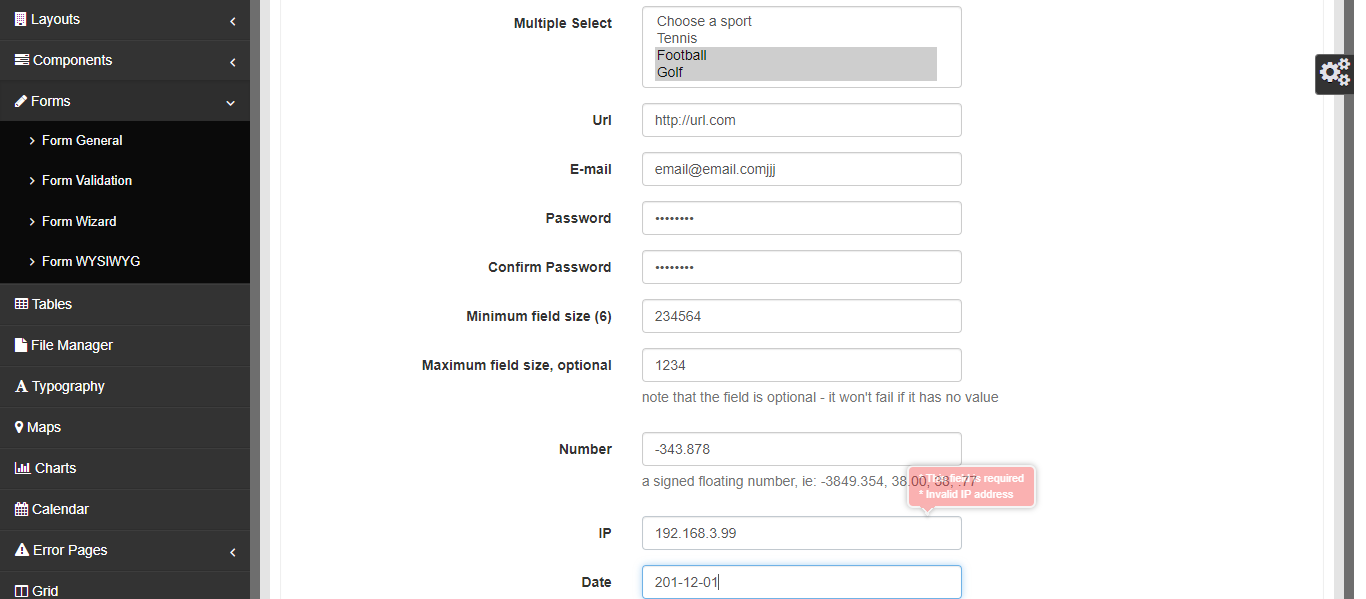 Layouts
Components
Forms
Form General
Form Validation
Form Wizard
Form WYSIWYG
Tables
File Manager
Typography
Maps
Charts
Calendar
Error Pages
Grid
Multiple Select
Choose a sport
Tennis
Football
Golf
Url
http://url.com
E-mail
email@email.comjjj
Password
••••••••
Confirm Password
••••••••
Minimum field size (6)
234564
Maximum field size, optional
1234
note that the field is optional - it won't fail if it has no value
Number
-343.878
a signed floating number, ie: -3849.354, 38.00, 38, .77
* This field is required
* Invalid IP address
IP
192.168.3.99
Date
201-12-01